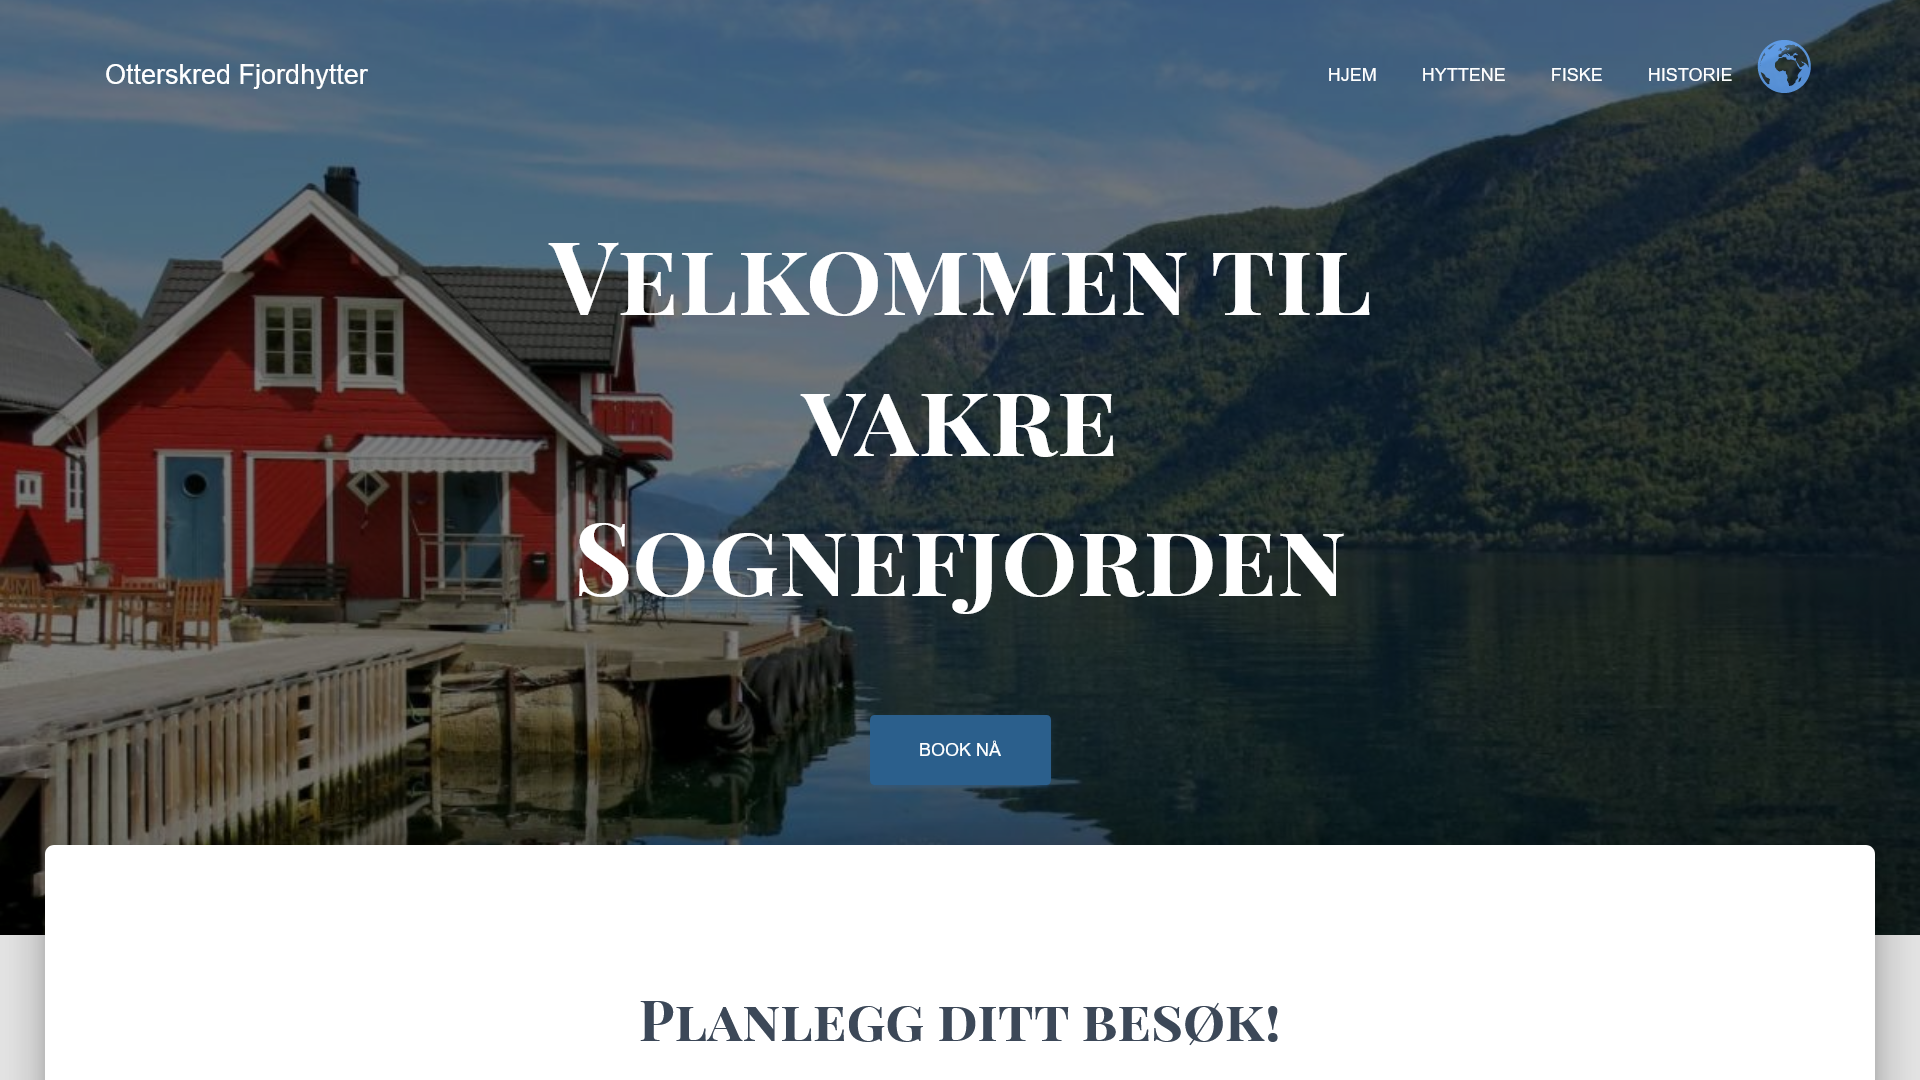 Otterskred Fjordhytter
HJEM HYTTENE FISKE HISTORIE
Velkommen til
vakre
Sognefjorden
BOOK NÅ
Planlegg ditt besøk!